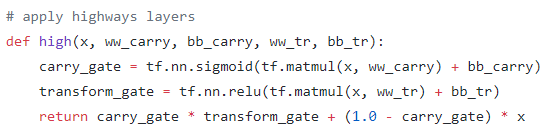 # apply highways layers
def high(x, ww_carry, bb_carry, ww_tr, bb_tr):
    carry_gate = tf.nn.sigmoid(tf.matmul(x, ww_carry) + bb_carry)
    transform_gate = tf.nn.relu(tf.matmul(x, ww_tr) + bb_tr)
    return carry_gate * transform_gate + (1.0 - carry_gate) * x